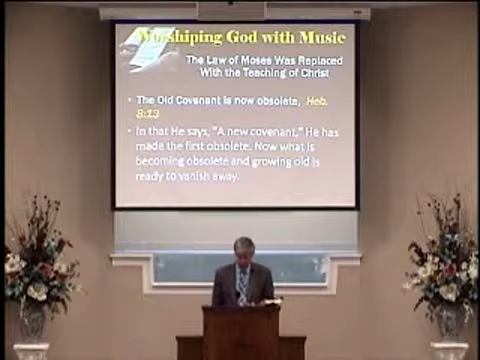 Worshiping God with Music
The Law of Moses Was Replaced
With the Teaching of Christ
• The Old Covenant is now obsolete, Heb.
8:13
• In that He says, "A new covenant," He has
made the first obsolete. Now what is
becoming obsolete and growing old is
ready to vanish away.